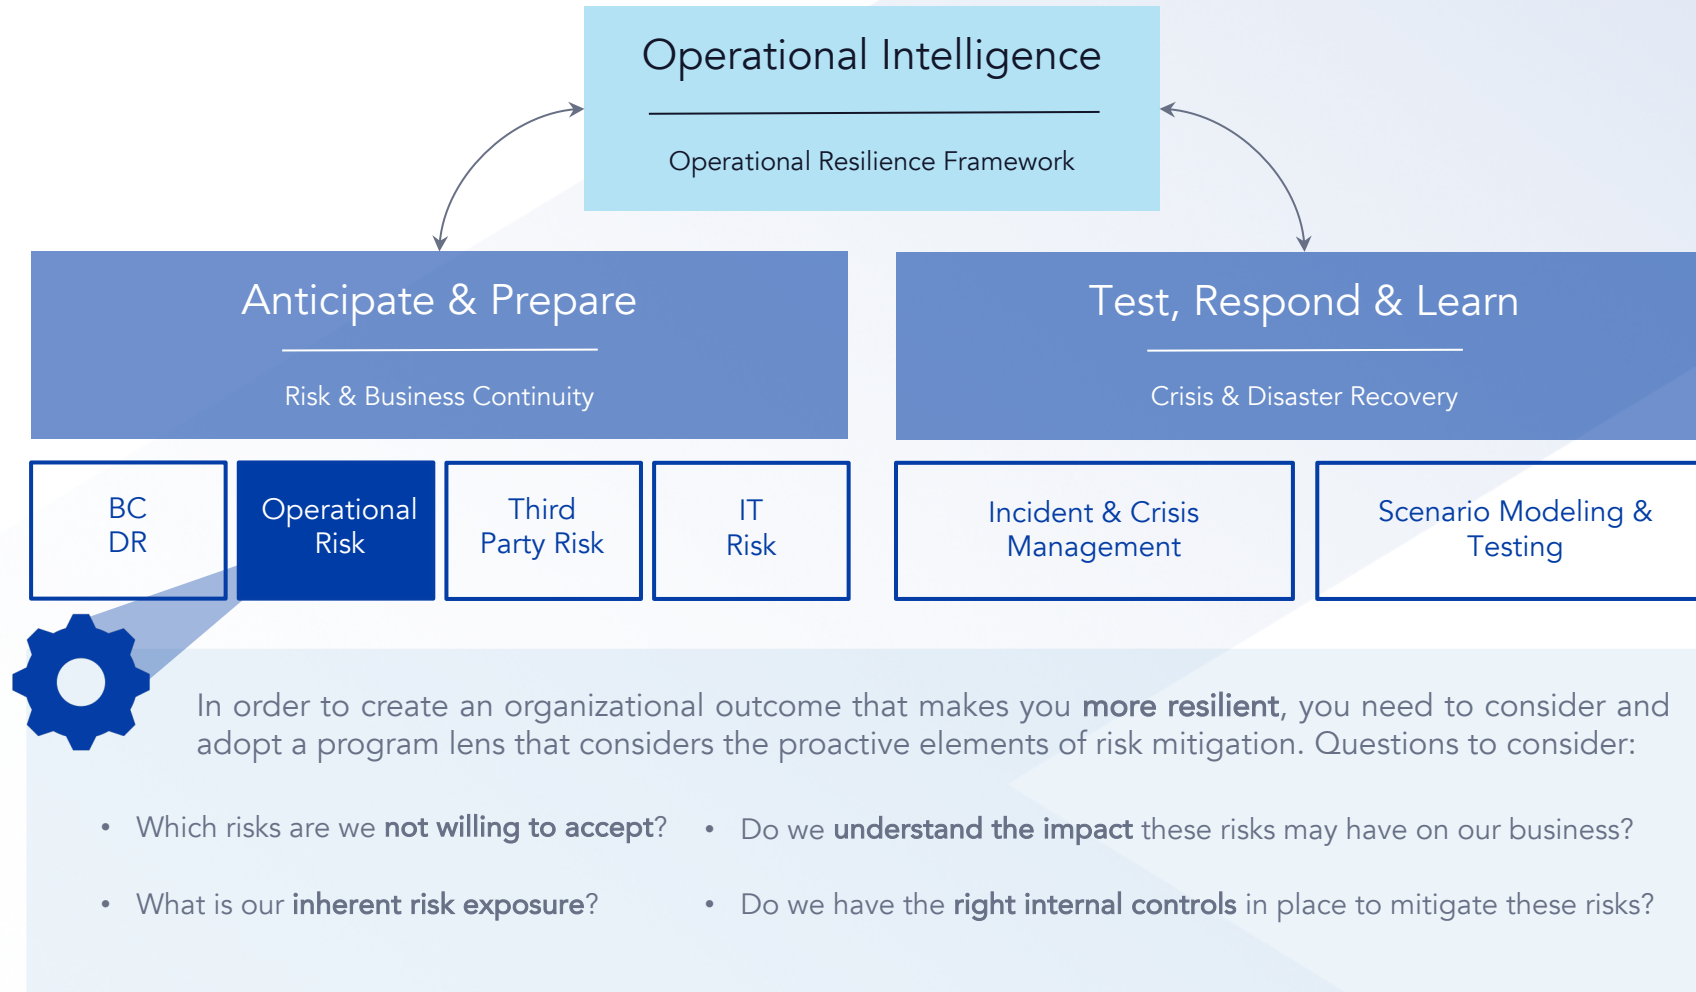 Operational Intelligence
Operational Resilience Framework
Anticipate & Prepare
Risk & Business Continuity
Test, Respond & Learn
Crisis & Disaster Recovery
BC
DR
Operational
Risk
Third
Party Risk
IT
Risk
Incident & Crisis
Management
Scenario Modeling &
Testing
In order to create an organizational outcome that makes you more resilient, you need to consider and
adopt a program lens that considers the proactive elements of risk mitigation. Questions to consider:
• Which risks are we not willing to accept?
• What is our inherent risk exposure?
• Do we understand the impact these risks may have on our business?
• Do we have the right internal controls in place to mitigate these risks?